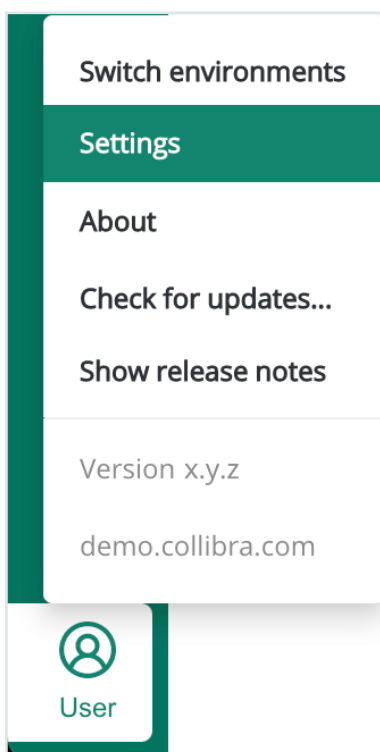 Switch environments
Settings
About
Check for updates...
Show release notes
Version x.y.z
demo.collibra.com
User